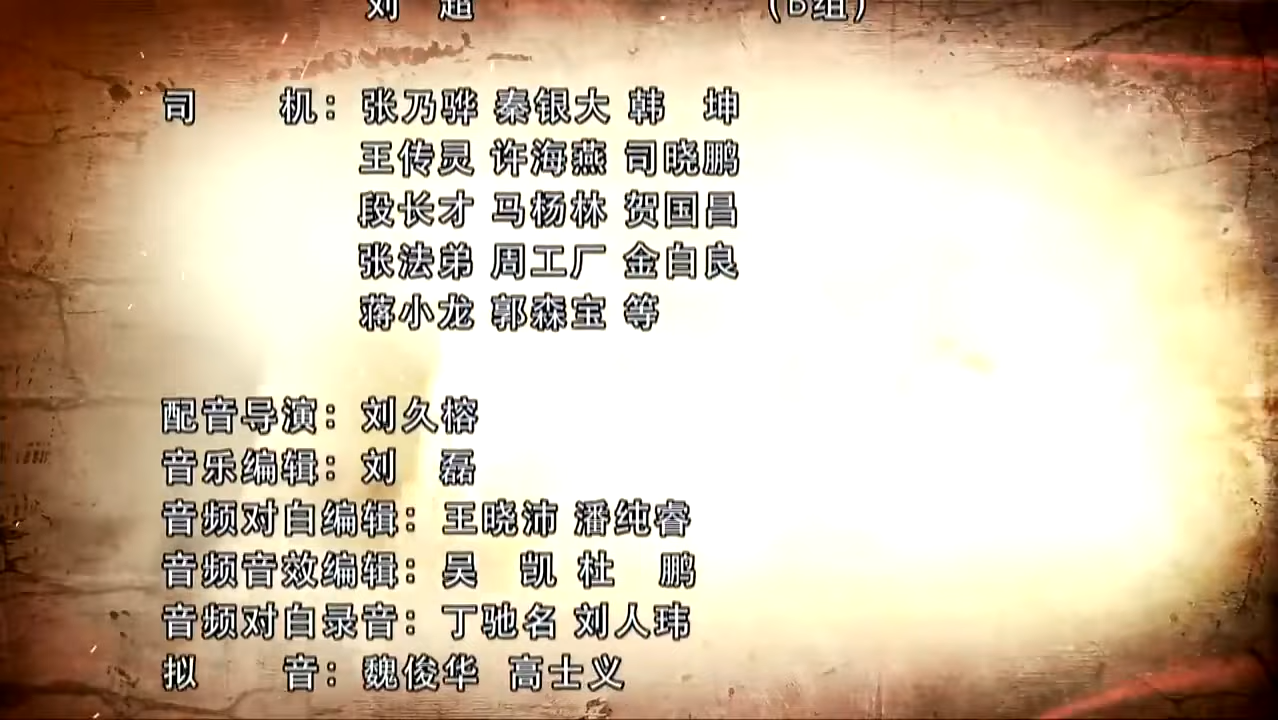 刘 超 (B组)
司 机：张乃骅 秦银大 韩 坤
王传灵 许海燕 司晓鹏
段长才 马杨林 贺国昌
张法弟 周工厂 金白良
蒋小龙 郭森宝 等
配音导演：刘久榕
音乐编辑：刘 磊
音频对白编辑：王晓沛 潘纯睿
音频音效编辑：吴 凯 杜 鹏
音频对白录音：丁驰名 刘人玮
拟 音：魏俊华 高士义